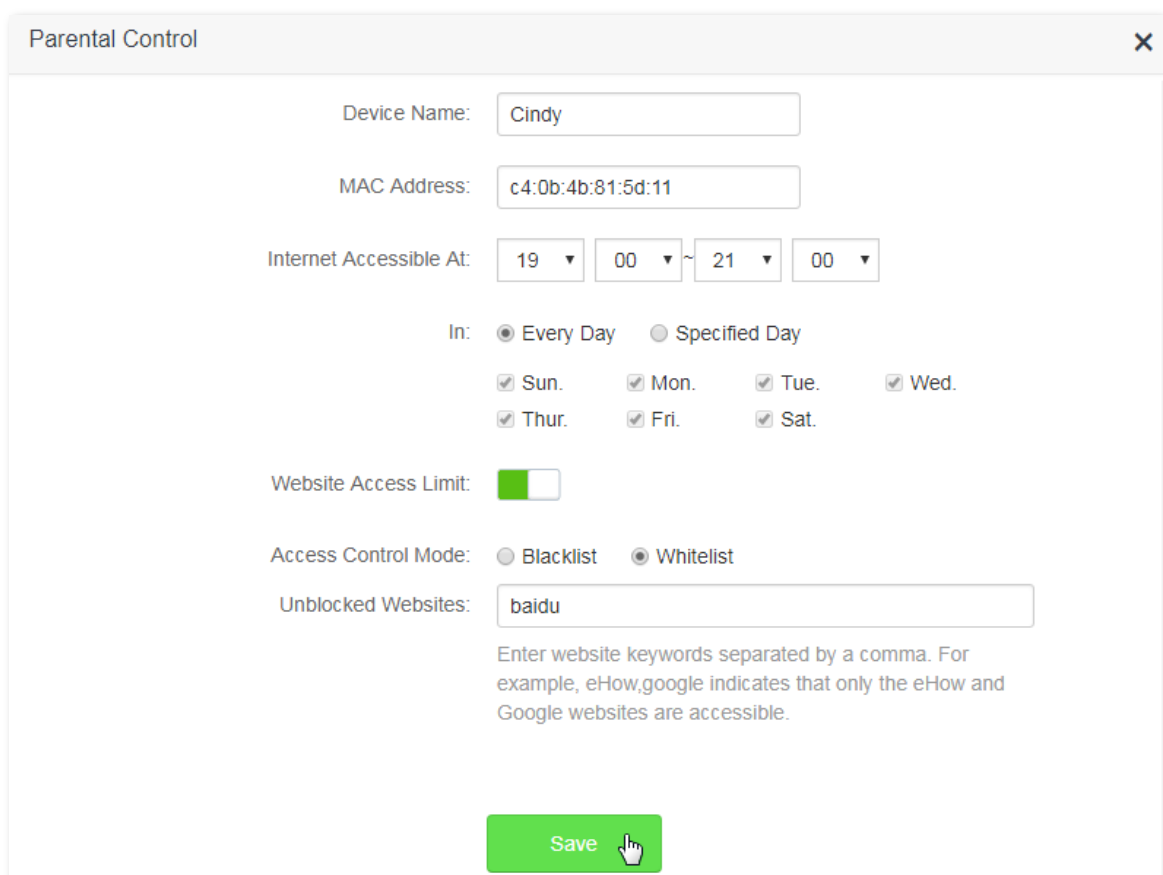 Parental Control
Device Name: Cindy
MAC Address: c4:0b:4b:81:5d:11
Internet Accessible At: 19 00 ~ 21 00
In: Every Day Specified Day
Sun. Mon. Tue. Wed.
Thur. Fri. Sat.
Website Access Limit:
Access Control Mode: Blacklist Whitelist
Unblocked Websites: baidu
Enter website keywords separated by a comma. For
example, eHow,google indicates that only the eHow and
Google websites are accessible.
Save